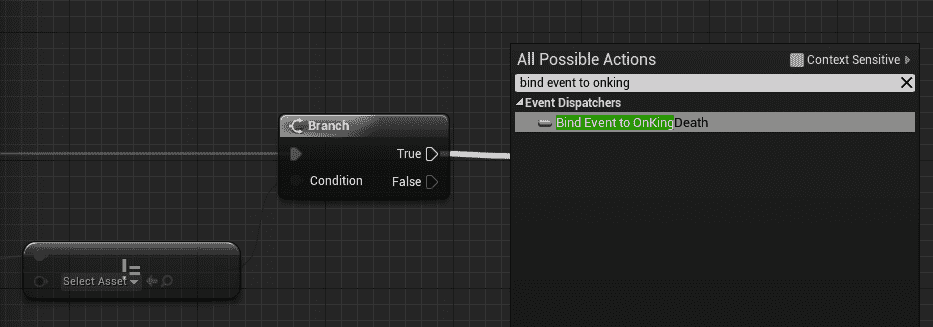 All Possible Actions
Context Sensitive
bind event to onking
Event Dispatchers
Bind Event to OnKingDeath
Branch
True
Condition
False
!=
Select Asset